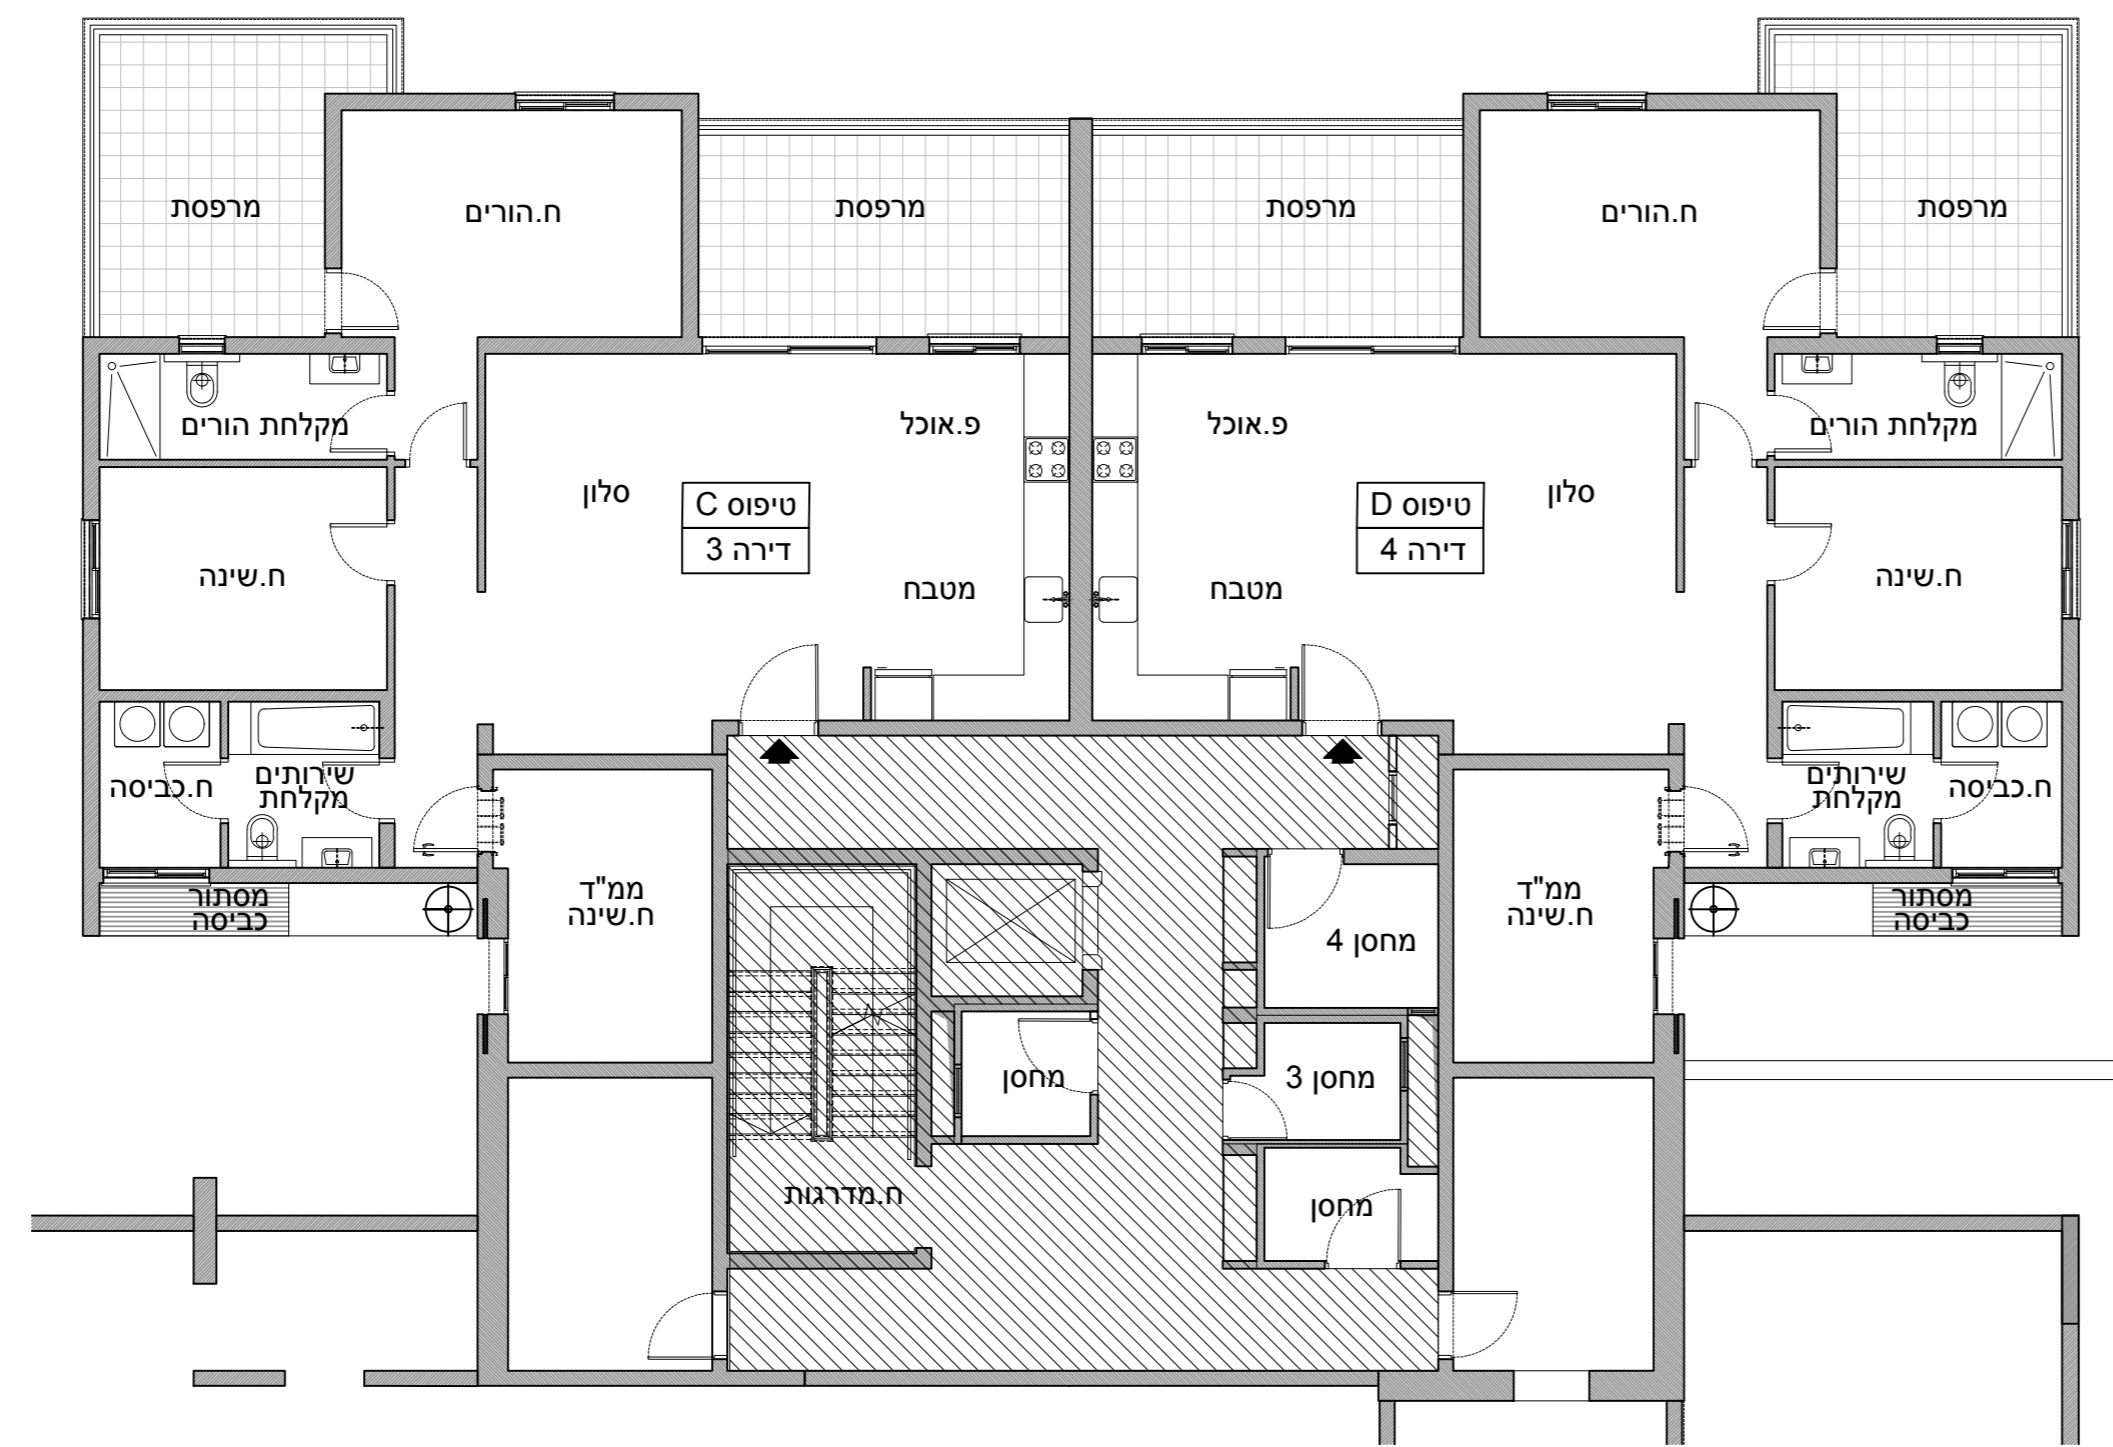 מרפסת
ח.הורים
מרפסת
מרפסת
ח.הורים
מרפסת
מקלחת הורים
פ.אוכל
פ.אוכל
מקלחת הורים
סלון
טיפוס C
דירה 3
טיפוס D
דירה 4
סלון
ח.שינה
מטבח
מטבח
ח.שינה
ח.כביסה
שירותים
מקלחת
שירותים
מקלחת
ח.כביסה
מסתור
כביסה
ממ"ד
ח.שינה
ממ"ד
ח.שינה
מסתור
כביסה
מחסן 4
מחסן
מחסן 3
ח.מדרגות
מחסן